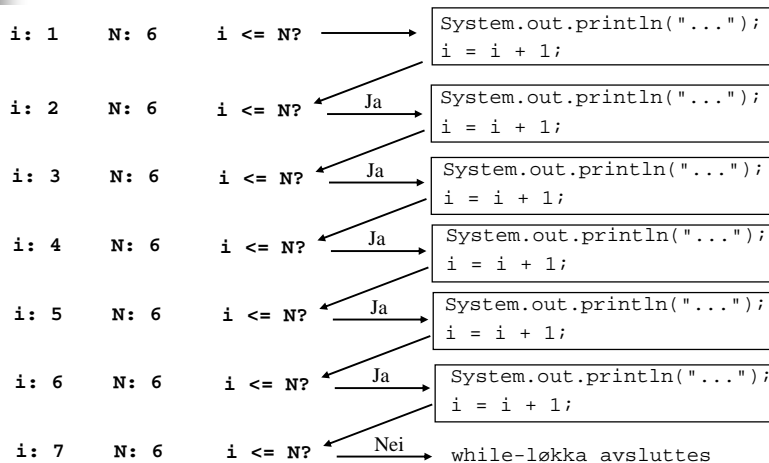 i: 1 N: 6 i <= N? System.out.println("...");
i = i + 1;
i: 2 N: 6 i <= N? Ja System.out.println("...");
i = i + 1;
i: 3 N: 6 i <= N? Ja System.out.println("...");
i = i + 1;
i: 4 N: 6 i <= N? Ja System.out.println("...");
i = i + 1;
i: 5 N: 6 i <= N? Ja System.out.println("...");
i = i + 1;
i: 6 N: 6 i <= N? Ja System.out.println("...");
i = i + 1;
i: 7 N: 6 i <= N? Nei while-løkka avsluttes